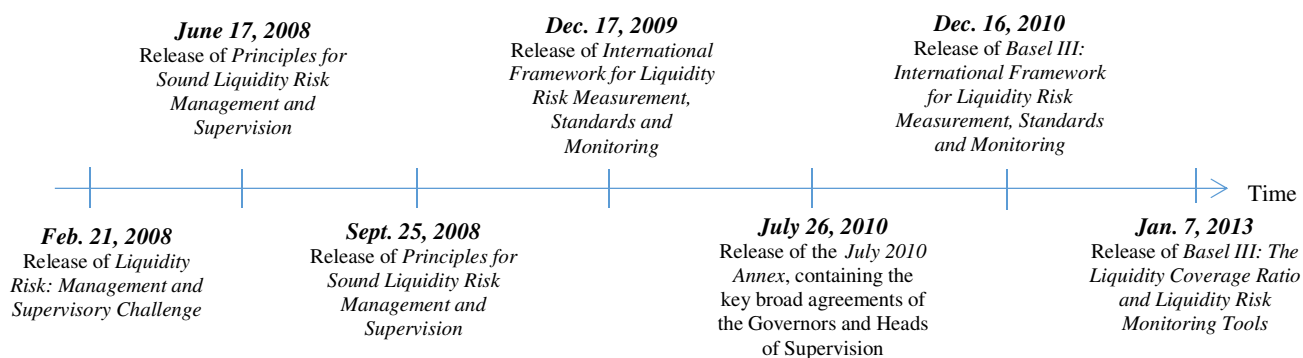 June 17, 2008
Release of Principles for
Sound Liquidity Risk
Management and
Supervision
Dec. 17, 2009
Release of International
Framework for Liquidity
Risk Measurement,
Standards and
Monitoring
Dec. 16, 2010
Release of Basel III:
International Framework
for Liquidity Risk
Measurement, Standards
and Monitoring
Time
Feb. 21, 2008
Release of Liquidity
Risk: Management and
Supervisory Challenge
Sept. 25, 2008
Release of Principles for
Sound Liquidity Risk
Management and
Supervision
July 26, 2010
Release of the July 2010
Annex, containing the
key broad agreements of
the Governors and Heads
of Supervision
Jan. 7, 2013
Release of Basel III: The
Liquidity Coverage Ratio
and Liquidity Risk
Monitoring Tools